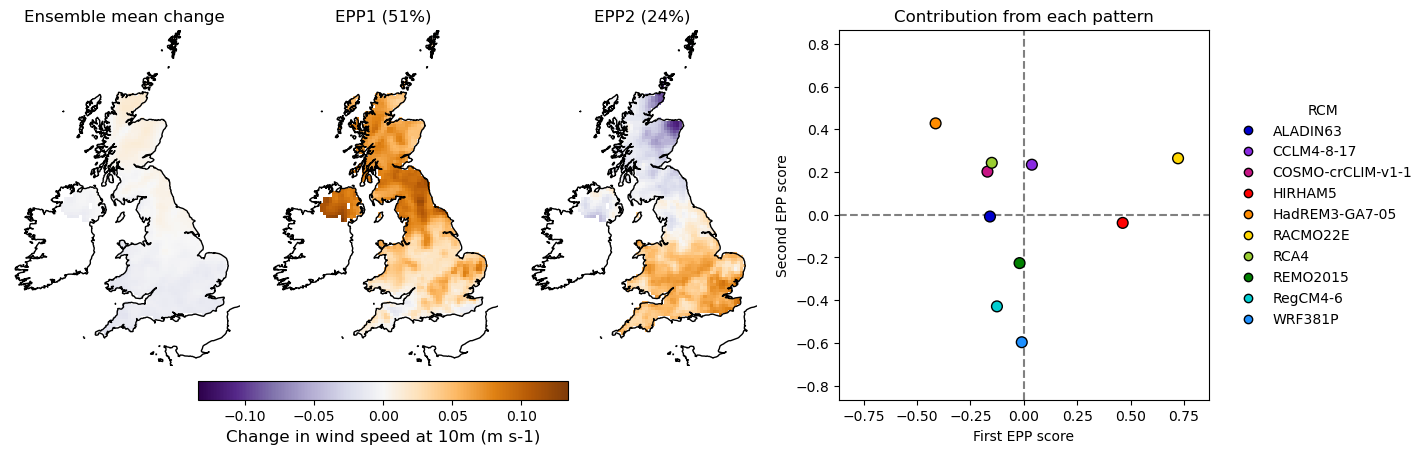 Ensemble mean change
EPP1 (51%)
EPP2 (24%)
−0.10 −0.05 0.00 0.05 0.10
Change in wind speed at 10m (m s-1)
Contribution from each pattern
Second EPP score
0.8
0.6
0.4
0.2
0.0
−0.2
−0.4
−0.6
−0.8
−0.75 −0.50 −0.25 0.00 0.25 0.50 0.75
First EPP score
RCM
ALADIN63
CCLM4-8-17
COSMO-crCLIM-v1-1
HIRHAM5
HadREM3-GA7-05
RACMO22E
RCA4
REMO2015
RegCM4-6
WRF381P